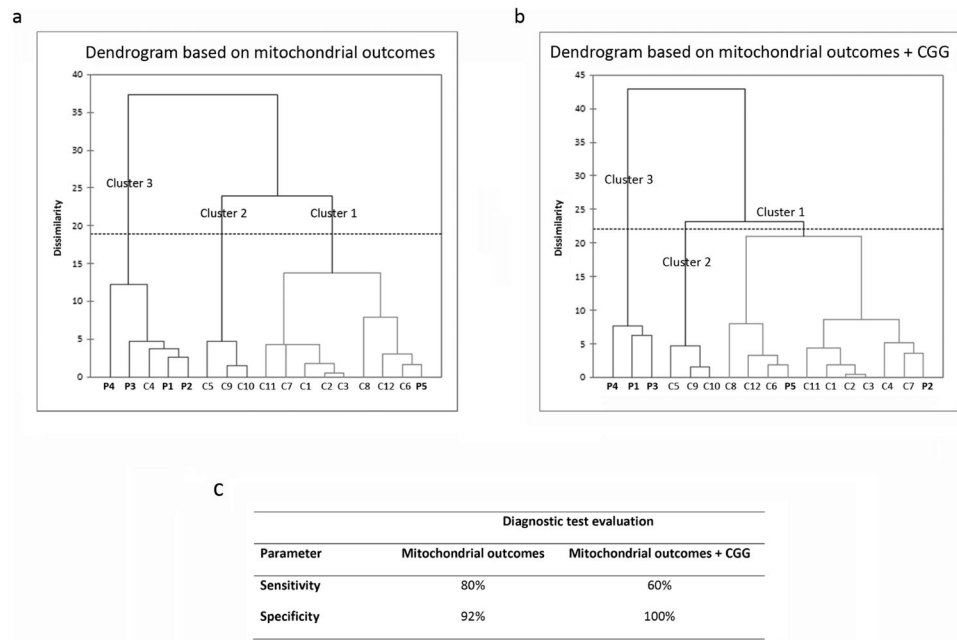 a
Dendrogram based on mitochondrial outcomes
40
35
30
25
20
15
10
5
0
Dissimilarity
Cluster 3
Cluster 2
Cluster 1
P4 P3 C4 P1 P2 C5 C9 C10 C11 C7 C1 C2 C3 C8 C12 C6 P5
b
Dendrogram based on mitochondrial outcomes + CGG
45
40
35
30
25
20
15
10
5
0
Dissimilarity
Cluster 3
Cluster 1
Cluster 2
P4 P1 P3 C5 C9 C10 C8 C12 C6 P5 C11 C1 C2 C3 C4 C7 P2
c
Diagnostic test evaluation
Parameter Mitochondrial outcomes Mitochondrial outcomes + CGG
Sensitivity 80% 60%
Specificity 92% 100%